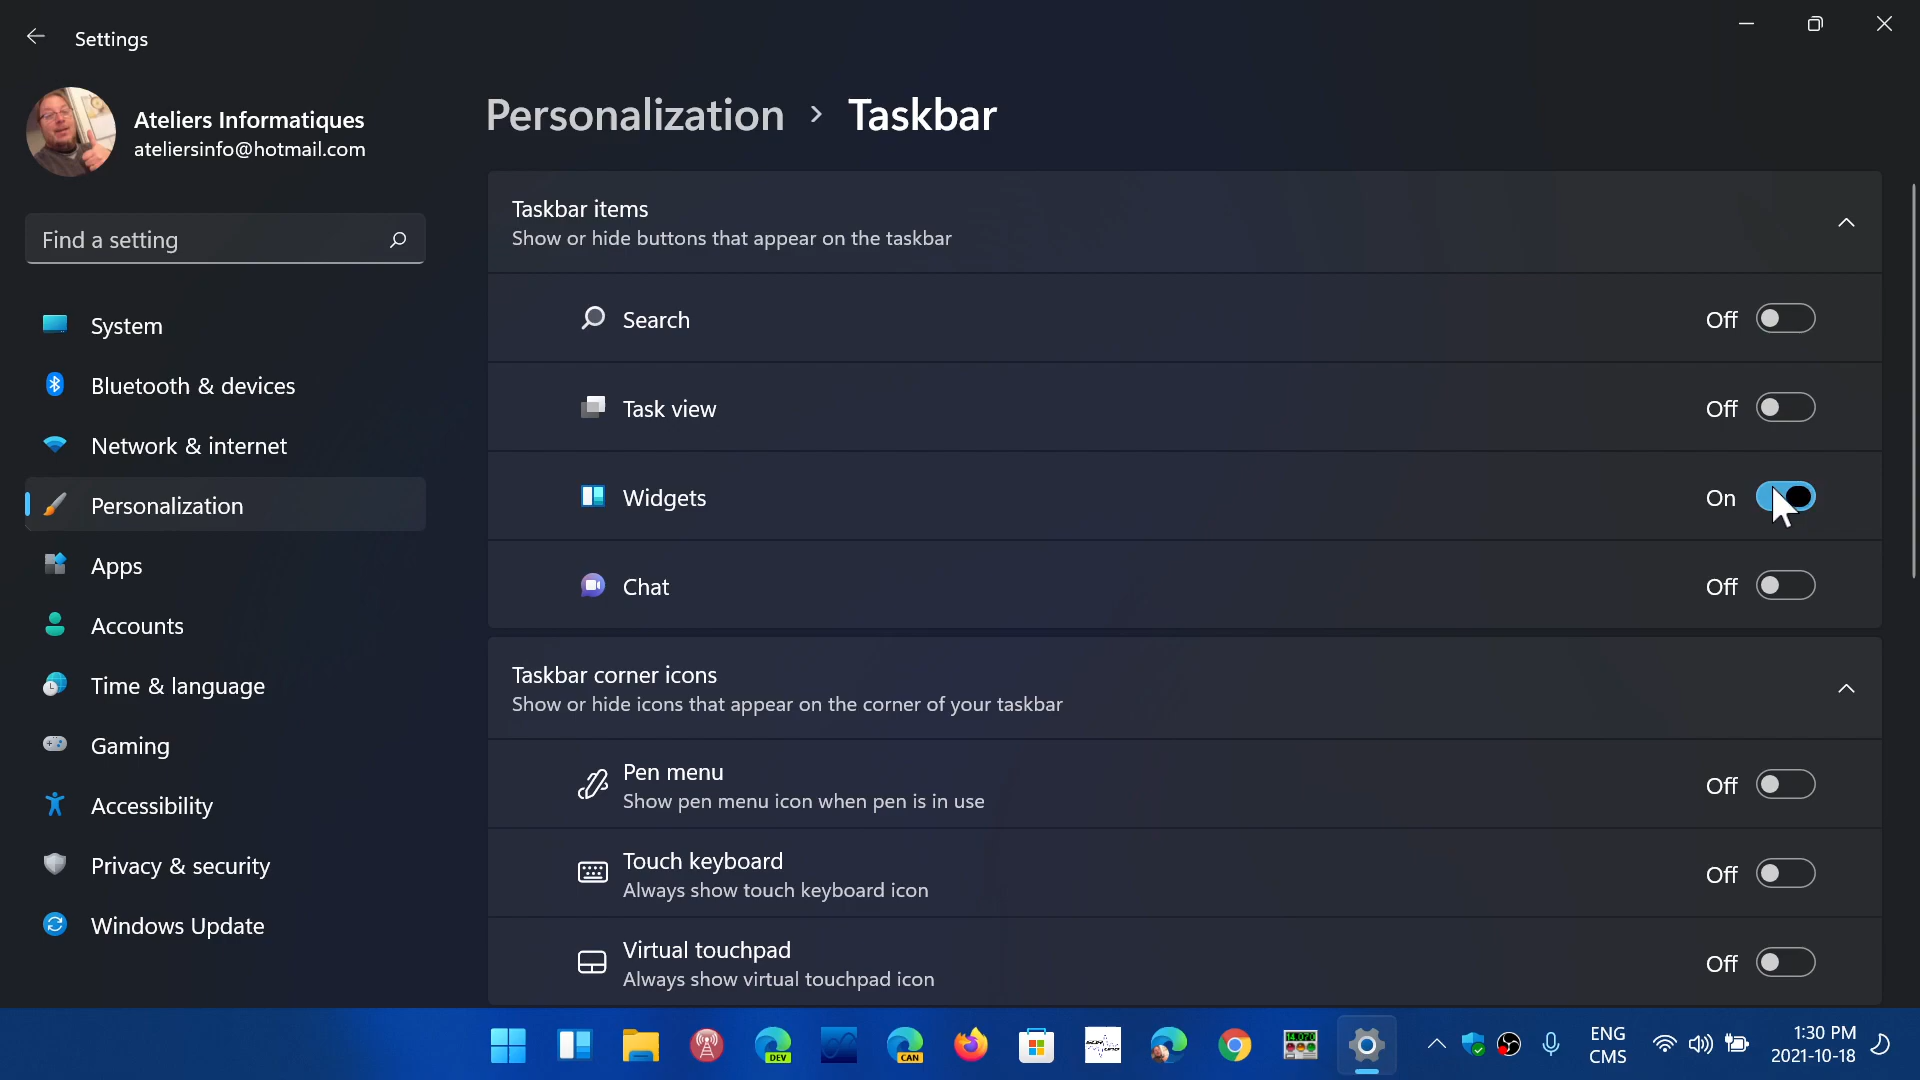 Settings
Ateliers Informatiques
ateliersinfo@hotmail.com
Find a setting
System
Bluetooth & devices
Network & internet
Personalization
Apps
Accounts
Time & language
Gaming
Accessibility
Privacy & security
Windows Update
Personalization > Taskbar
Taskbar items
Show or hide buttons that appear on the taskbar
Search Off
Task view Off
Widgets On
Chat Off
Taskbar corner icons
Show or hide icons that appear on the corner of your taskbar
Pen menu
Show pen menu icon when pen is in use
Off
Touch keyboard
Always show touch keyboard icon
Off
Virtual touchpad
Always show virtual touchpad icon
Off
DEV
CAN
ENG
CMS
1:30 PM
2021-10-18